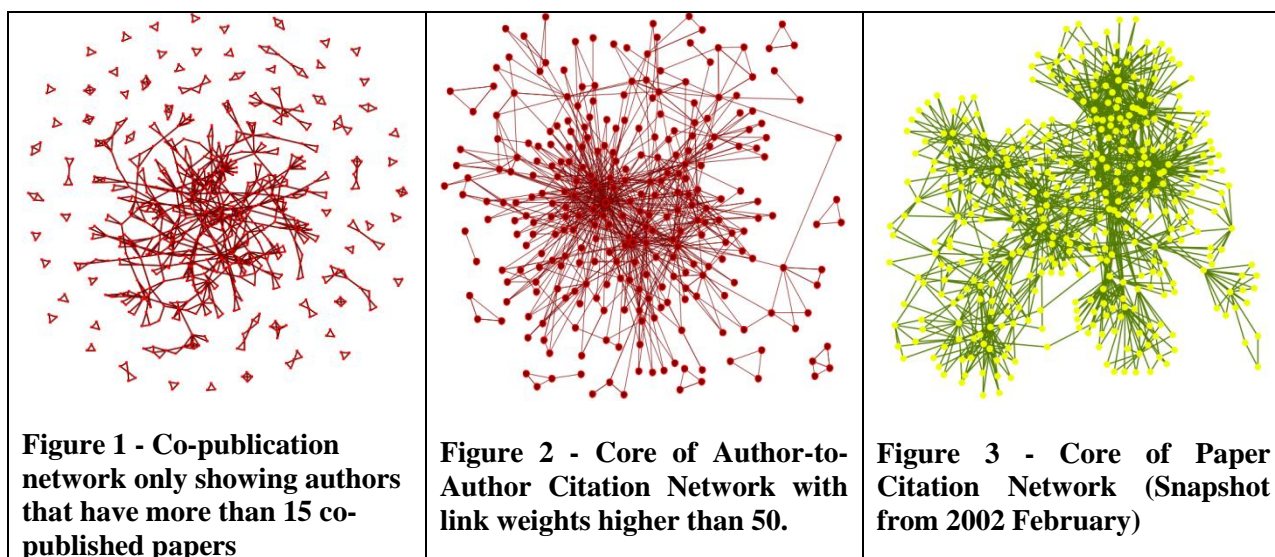 Figure 1 - Co-publication
network only showing authors
that have more than 15 co-
published papers
Figure 2 - Core of Author-to-
Author Citation Network with
link weights higher than 50.
Figure 3 - Core of Paper
Citation Network (Snapshot
from 2002 February)